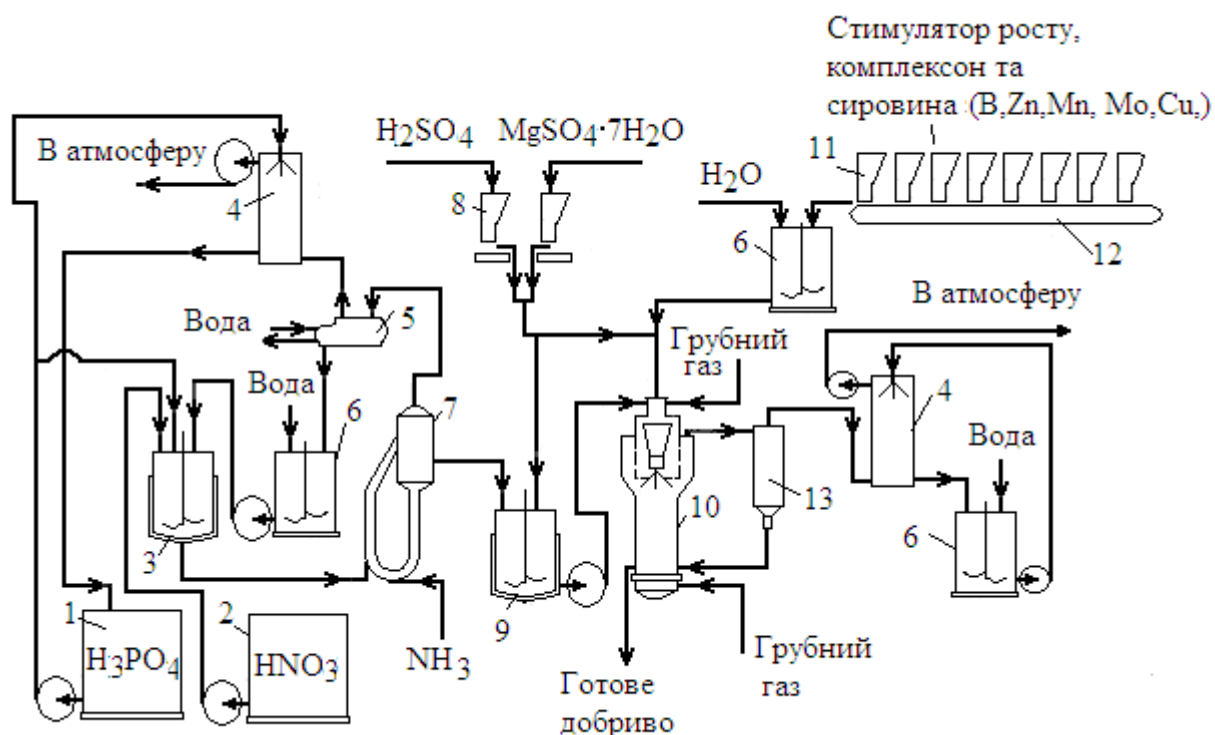 Стимулятор росту,
комплексон та
сировина :(B,Zn,Mn, Mo,Cu,)
В атмосферу
H2SO4
MgSO4·7H2O
11
H2O
4
8
6
12
В атмосферу
Вода
5
Грубний
газ
Вода
6
7
4
Вода
10
13
3
6
9
1
H3PO4
2
HNO3
NH3
Готове
добриво
Грубний
газ